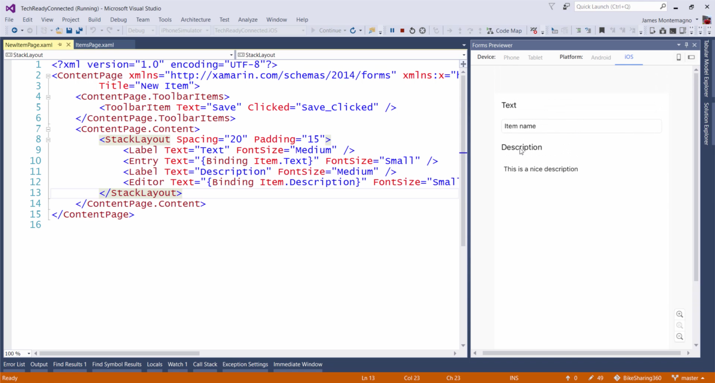 TechReadyConnected (Running) - Microsoft Visual Studio
Quick Launch (Ctrl+Q)
File Edit View Project Build Debug Team Tools Architecture Test Analyze Window Help
James Montemagno
Debug iPhoneSimulator TechReadyConnected.iOS Continue Code Map
NewItemPage.xaml ItemsPage.xaml
StackLayout StackLayout
1 <?xml version="1.0" encoding="UTF-8"?>
2 <ContentPage xmlns="http://xamarin.com/schemas/2014/forms" xmlns:x="h
3 Title="New Item">
4 <ContentPage.ToolbarItems>
5 <ToolbarItem Text="Save" Clicked="Save_Clicked" />
6 </ContentPage.ToolbarItems>
7 <ContentPage.Content>
8 <StackLayout Spacing="20" Padding="15">
9 <Label Text="Text" FontSize="Medium" />
10 <Entry Text="{Binding Item.Text}" FontSize="Small" />
11 <Label Text="Description" FontSize="Medium" />
12 <Editor Text="{Binding Item.Description}" FontSize="Smal
13 </StackLayout>
14 </ContentPage.Content>
15 </ContentPage>
16
100 %
Forms Previewer
Device: Phone Tablet Platform: Android iOS
Text
Item name
Description
This is a nice description
Tabular Model Explorer
Solution Explorer
Error List Output Find Results 1 Find Symbol Results Locals Watch 1 Call Stack Exception Settings Immediate Window
Ready Ln 13 Col 23 Ch 23 INS 0 49 BikeSharing360 master